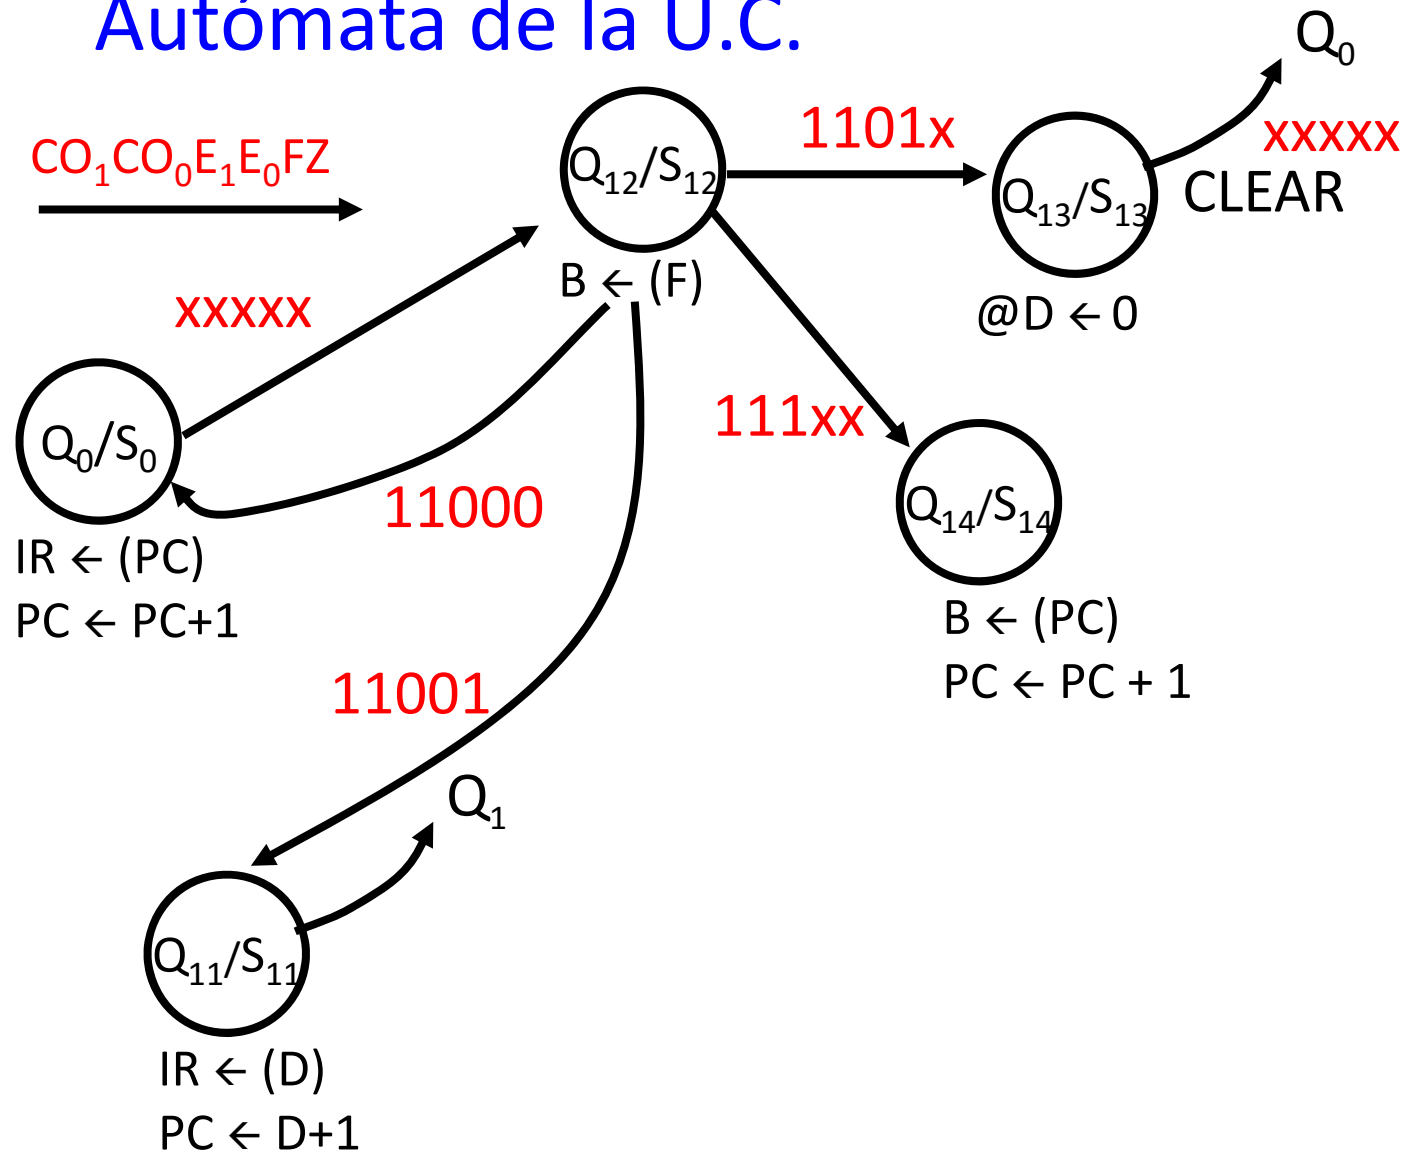 Autómata de la U.C.
Q₀
CO₁CO₀E₁E₀FZ
1101x
xxxxx
Q₁₂/S₁₂
Q₁₃/S₁₃
CLEAR
B ← (F)
@D ← 0
xxxxx
111xx
Q₀/S₀
11000
Q₁₄/S₁₄
IR ← (PC)
PC ← PC+1
B ← (PC)
PC ← PC + 1
11001
Q₁
Q₁₁/S₁₁
IR ← (D)
PC ← D+1